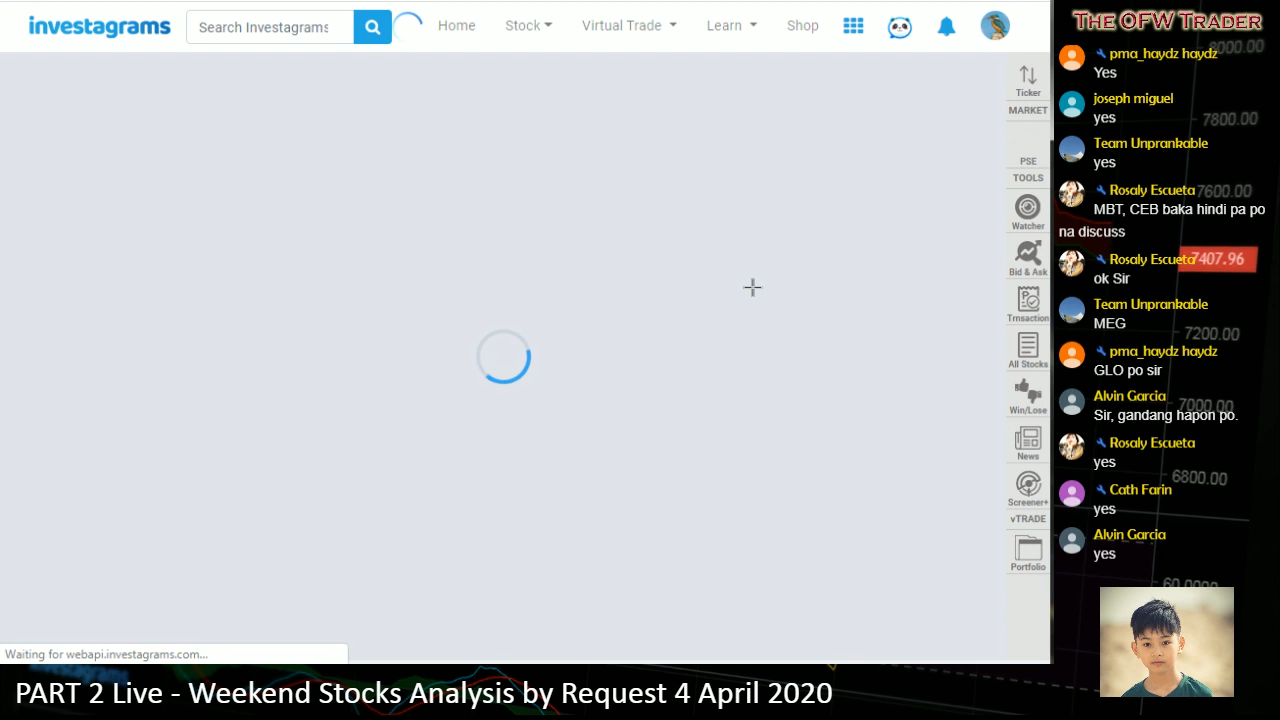 investagrams
Search Investagrams
Home
Stock
Virtual Trade
Learn
Shop
Ticker
MARKET
PSE
TOOLS
Watcher
Bid & Ask
Trnsaction
All Stocks
Win/Lose
News
Screener+
vTRADE
Portfolio
Waiting for webapi.investagrams.com...
The OFW Trader
8000.00
pma_haydz haydz
Yes
joseph miguel
yes
7800.00
Team Unprankable
yes
Rosaly Escueta
7600.00
MBT, CEB baka hindi pa po
na discuss
Rosaly Escueta
7407.96
ok Sir
Team Unprankable
MEG
7200.00
pma_haydz haydz
GLO po sir
Alvin Garcia
7000.00
Sir, gandang hapon po.
Rosaly Escueta
yes
6800.00
Cath Farin
yes
Alvin Garcia
yes
60.0000
PART 2 Live - Weekend Stocks Analysis by Request 4 April 2020